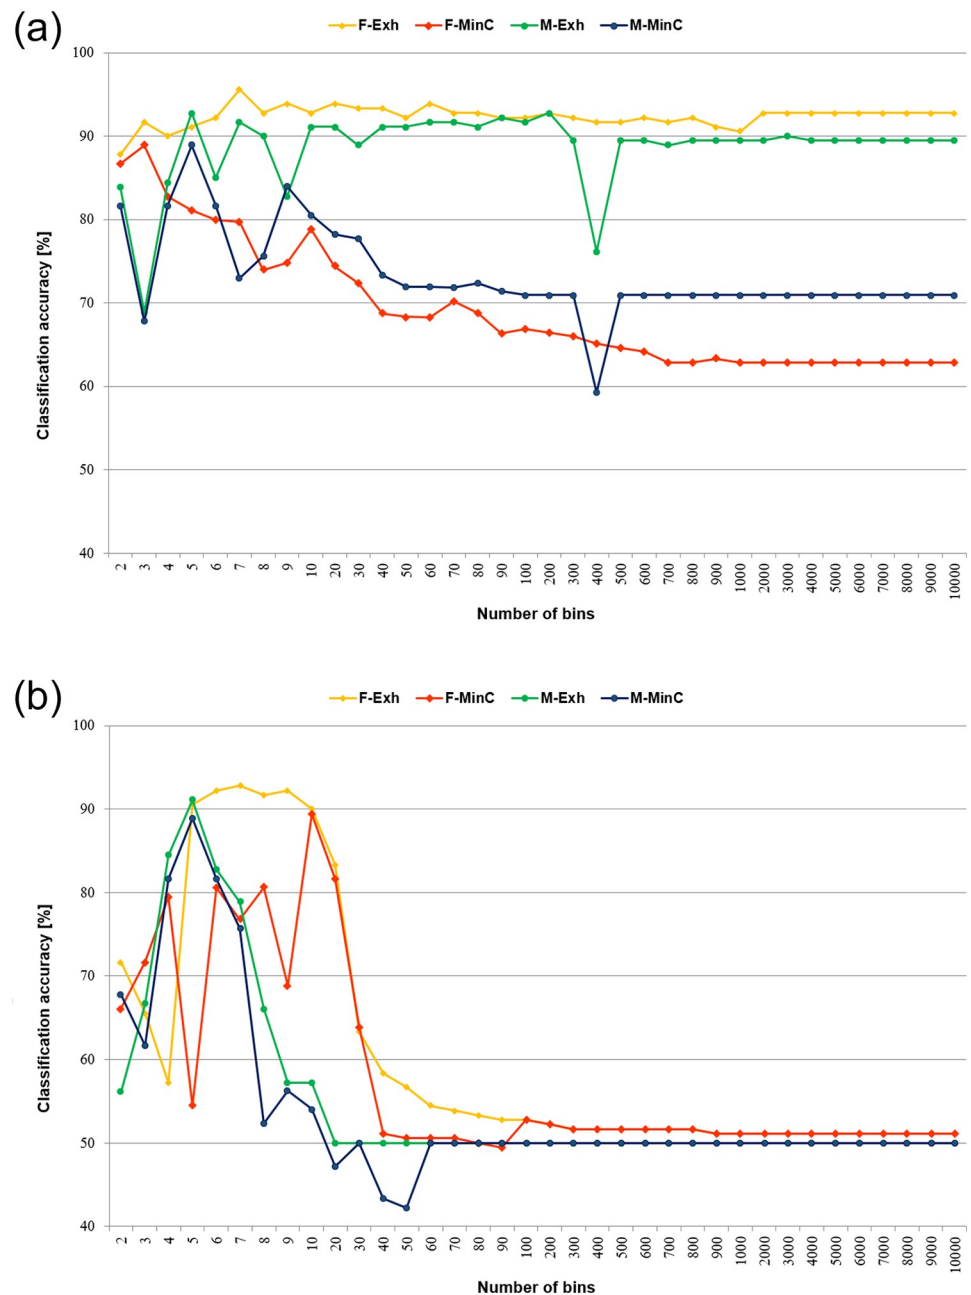 (a)
F-Exh F-MinC M-Exh M-MinC
100
90
80
70
60
50
40
Classification accuracy [%]
2 3 4 5 6 7 8 9 10 20 30 40 50 60 70 80 90 100 200 300 400 500 600 700 800 900 1000 2000 3000 4000 5000 6000 7000 8000 9000 10000
Number of bins
(b)
F-Exh F-MinC M-Exh M-MinC
100
90
80
70
60
50
40
Classification accuracy [%]
2 3 4 5 6 7 8 9 10 20 30 40 50 60 70 80 90 100 200 300 400 500 600 700 800 900 1000 2000 3000 4000 5000 6000 7000 8000 9000 10000
Number of bins